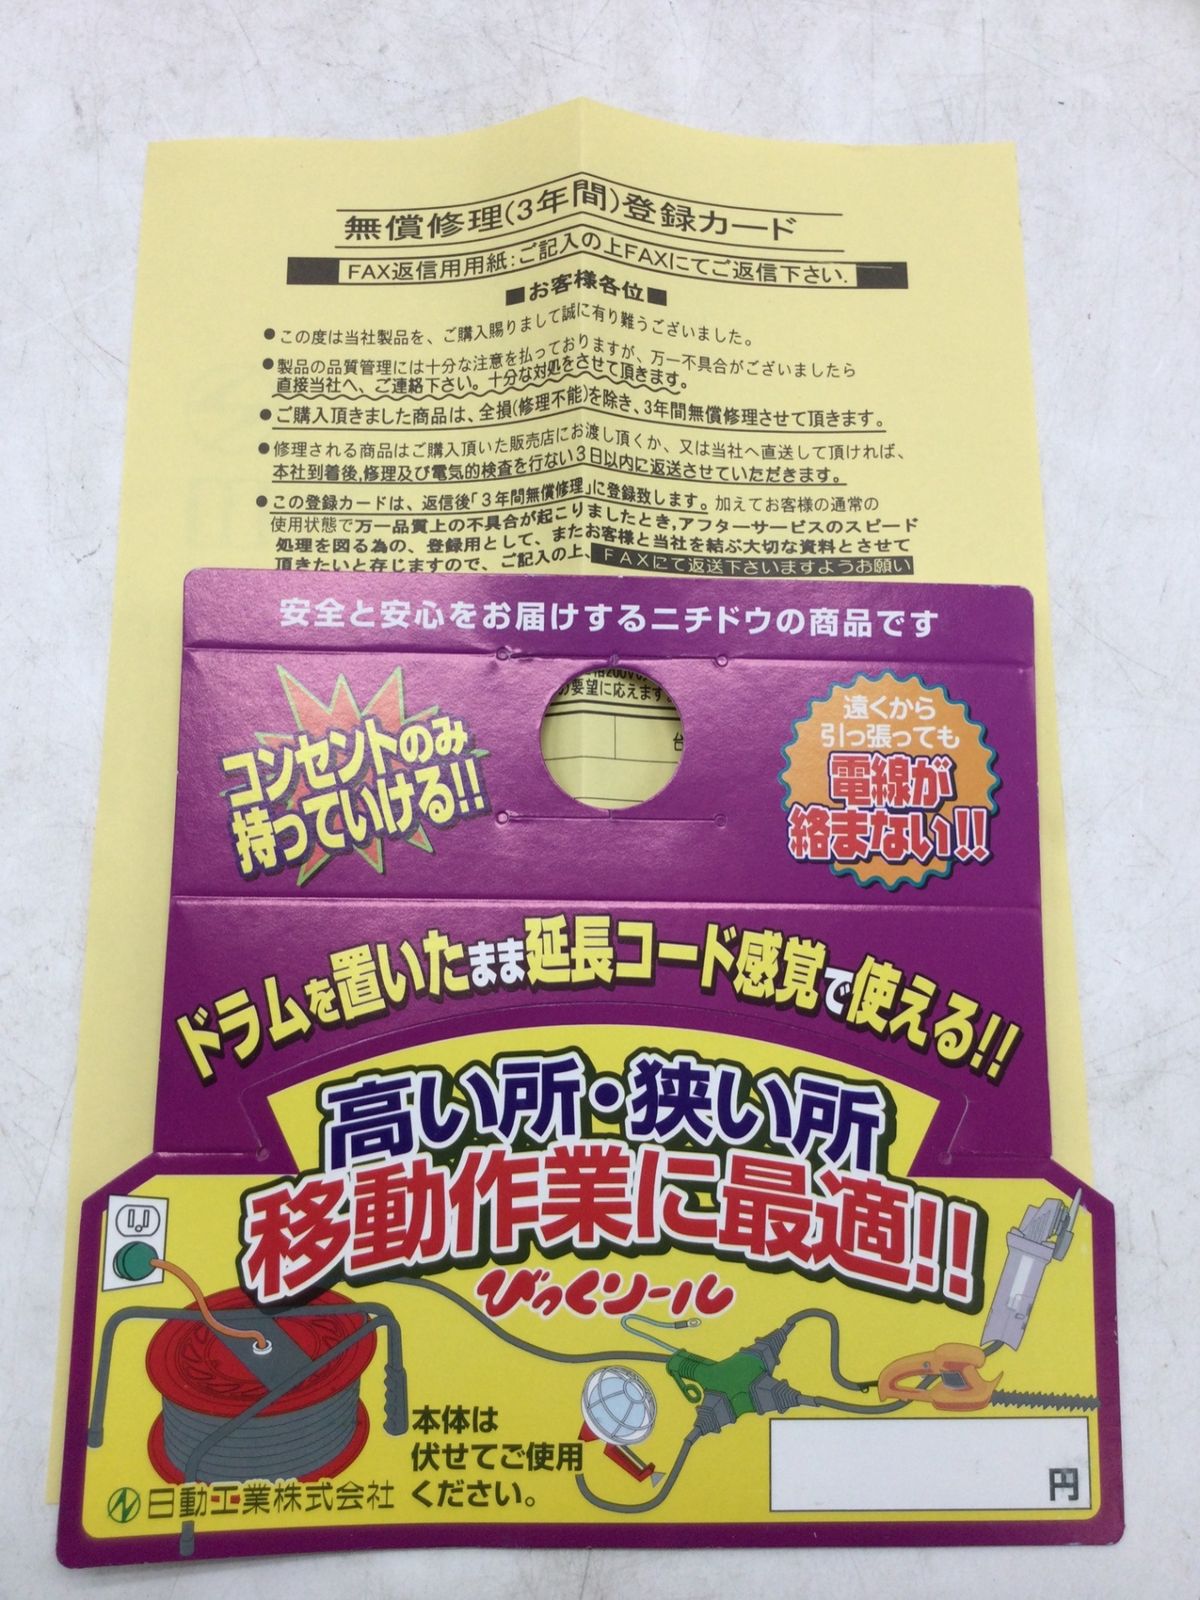 無償修理(3年間)登録カード
FAX返信用用紙:ご記入の上FAXにてご返信下さい.
■お客様各位■
●この度は当社製品を、ご購入賜りまして誠に有り難うございました。
●製品の品質管理には十分な注意を払っておりますが、万一不具合がございましたら
直接当社へ、ご連絡下さい。十分な対処をさせて頂きます。
●ご購入頂きました商品は、全損(修理不能)を除き、3年間無償修理させて頂きます。
●修理される商品はご購入頂いた販売店にお渡し頂くか、又は当社へ直送して頂ければ、
本社到着後,修理及び電気的検査を行ない3日以内に返送させていただきます。
●この登録カードは、返信後「3年間無償修理」に登録致します。加えてお客様の通常の
使用状態で万一品質上の不具合が起こりましたとき,アフターサービスのスピード
処理を図る為の、登録用として、またお客様と当社を結ぶ大切な資料とさせて
頂きたいと存じますので、ご記入の上、FAXにて返送下さいますようお願い
安全と安心をお届けするニチドウの商品です
200V
の要望に応えます
台
コンセントのみ
持っていける!!
遠くから
引っ張っても
電線が
絡まない!!
ドラムを置いたまま延長コード感覚で使える!!
高い所・狭い所
移動作業に最適!!
びっくリール
本体は
伏せてご使用
ください。
日動工業株式会社
円